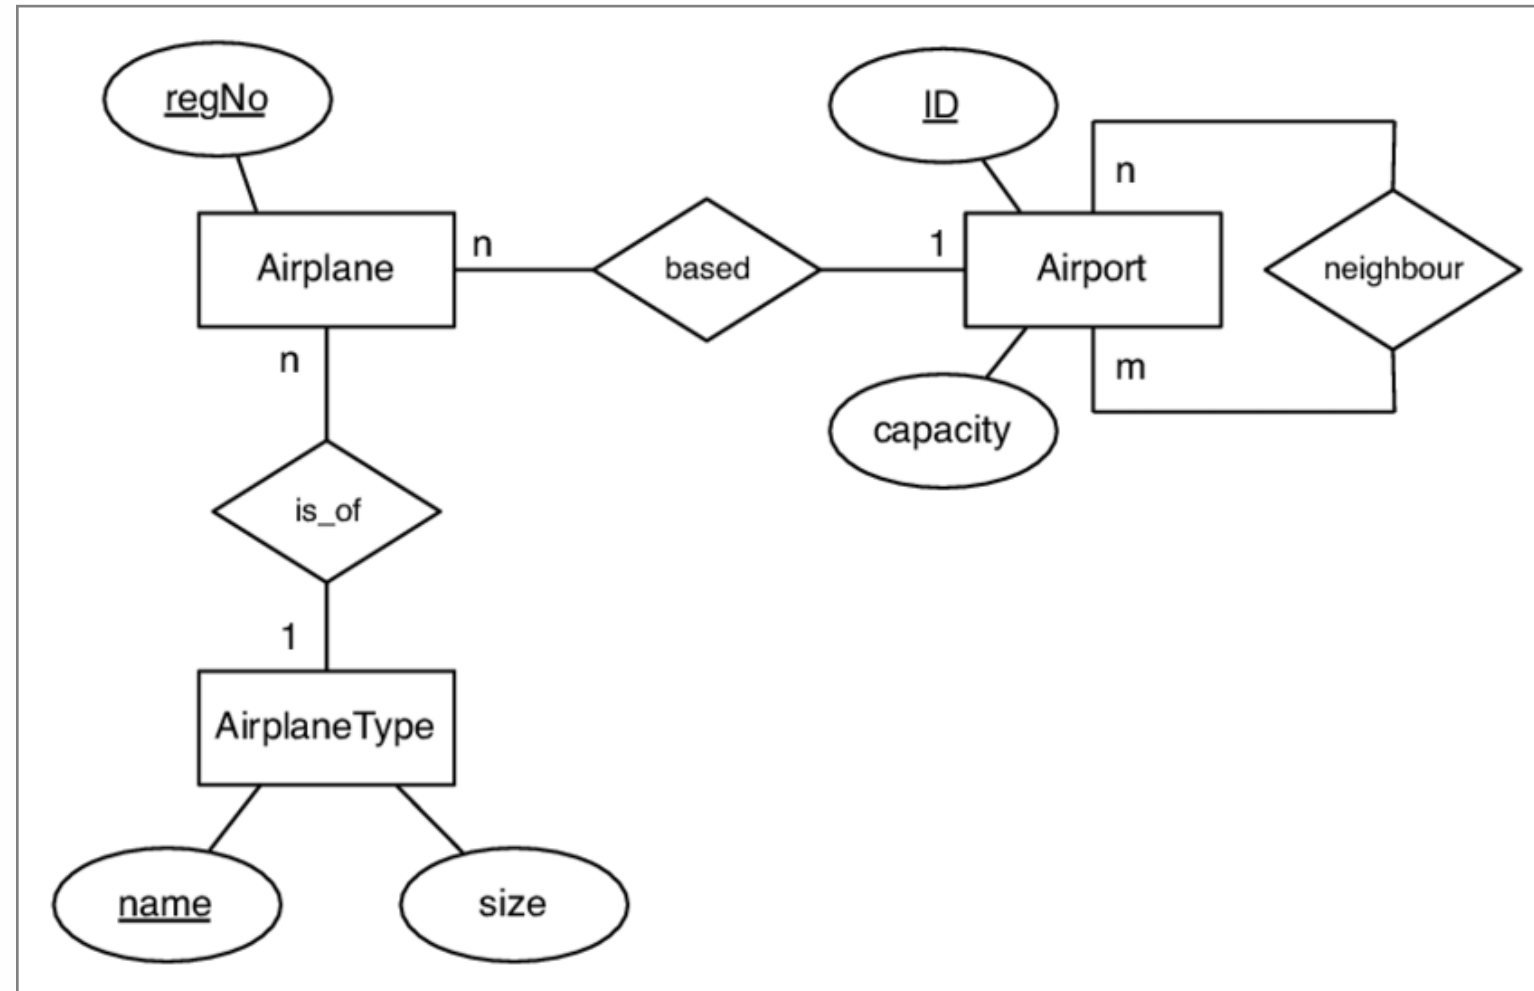 regNo
ID
n
Airplane
n
based
1
Airport
neighbour
n
m
capacity
is_of
1
AirplaneType
name
size